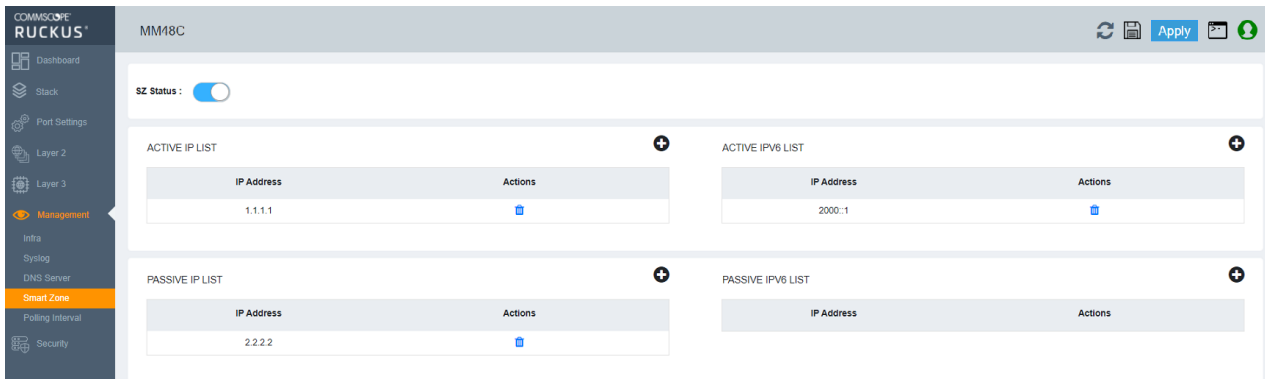 COMMSCOPE
RUCKUS®
MM48C
Apply
Dashboard
Stack
Port Settings
Layer 2
Layer 3
Management
Infra
Syslog
DNS Server
Smart Zone
Polling Interval
Security
SZ Status :
ACTIVE IP LIST
IP Address Actions
1.1.1.1
ACTIVE IPV6 LIST
IP Address Actions
2000::1
PASSIVE IP LIST
IP Address Actions
2.2.2.2
PASSIVE IPV6 LIST
IP Address Actions